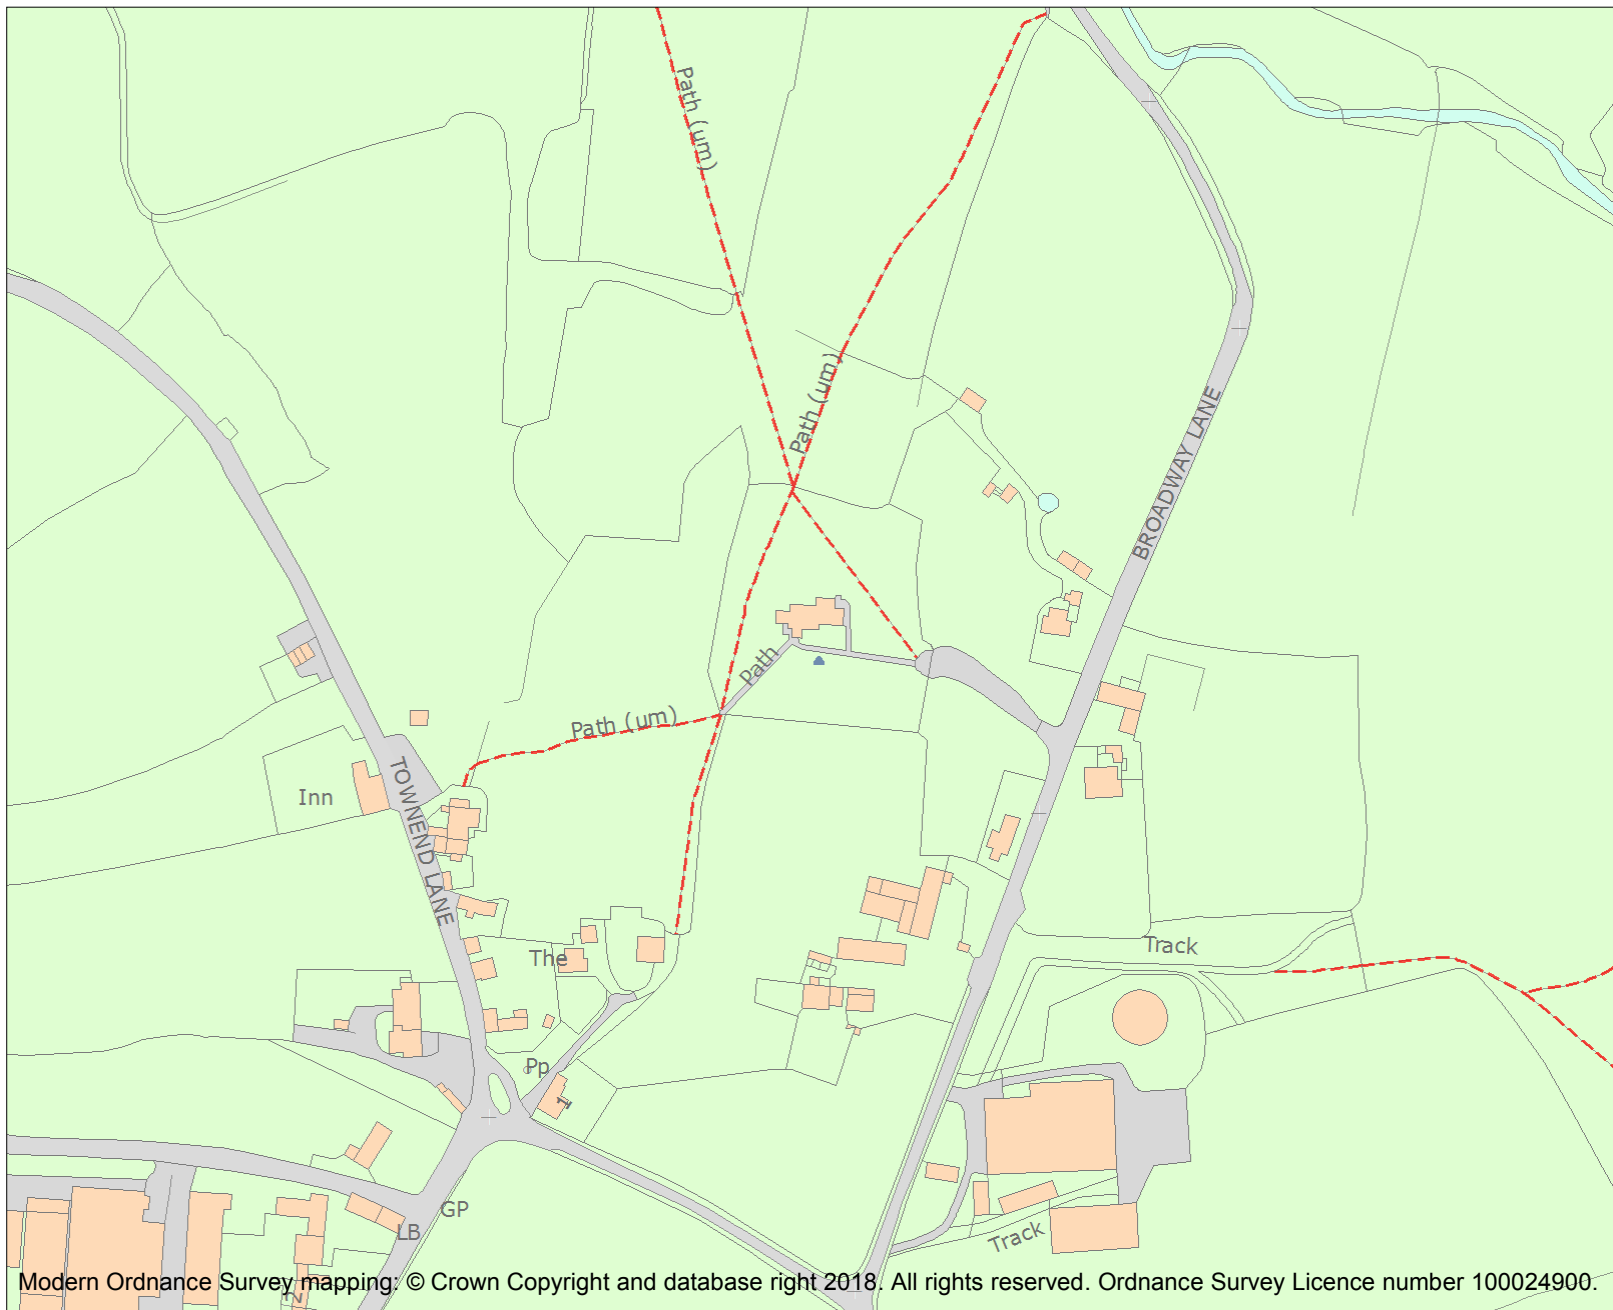 Path (um)
Path (um)
BROADWAY LANE
Path
Path (um)
Inn
TOWNEND LANE
Track
The
Pp
1
GP
LB
Track
Modern Ordnance Survey mapping: © Crown Copyright and database right 2018. All rights reserved. Ordnance Survey Licence number 100024900.